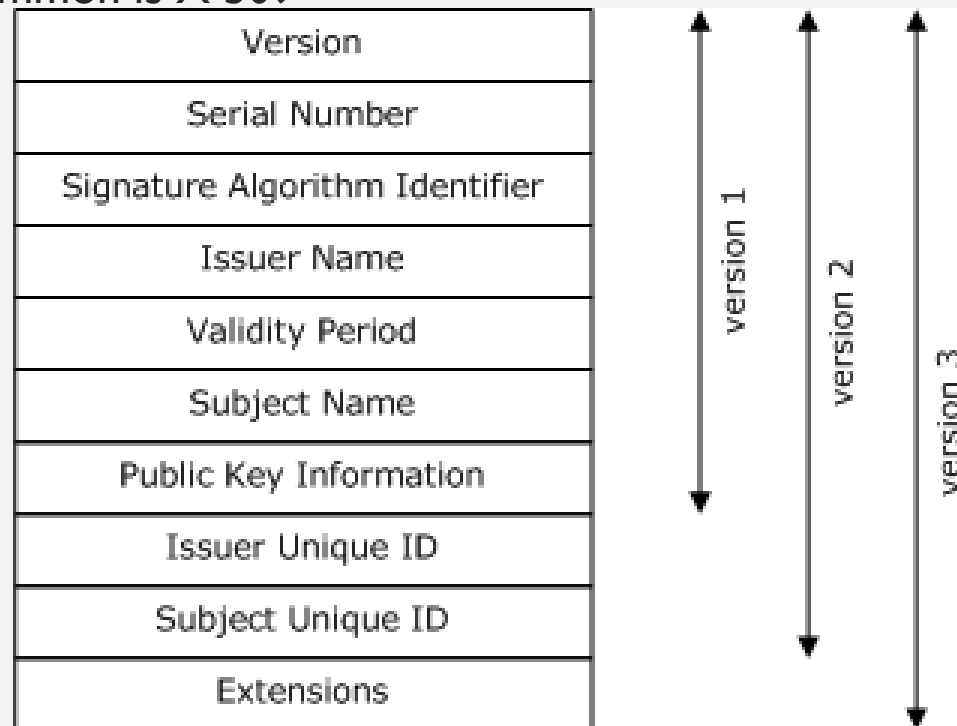 is
Version
Serial Number
Signature Algorithm Identifier
Issuer Name
Validity Period
Subject Name
Public Key Information
Issuer Unique ID
Subject Unique ID
Extensions
version 1
version 2
version 3